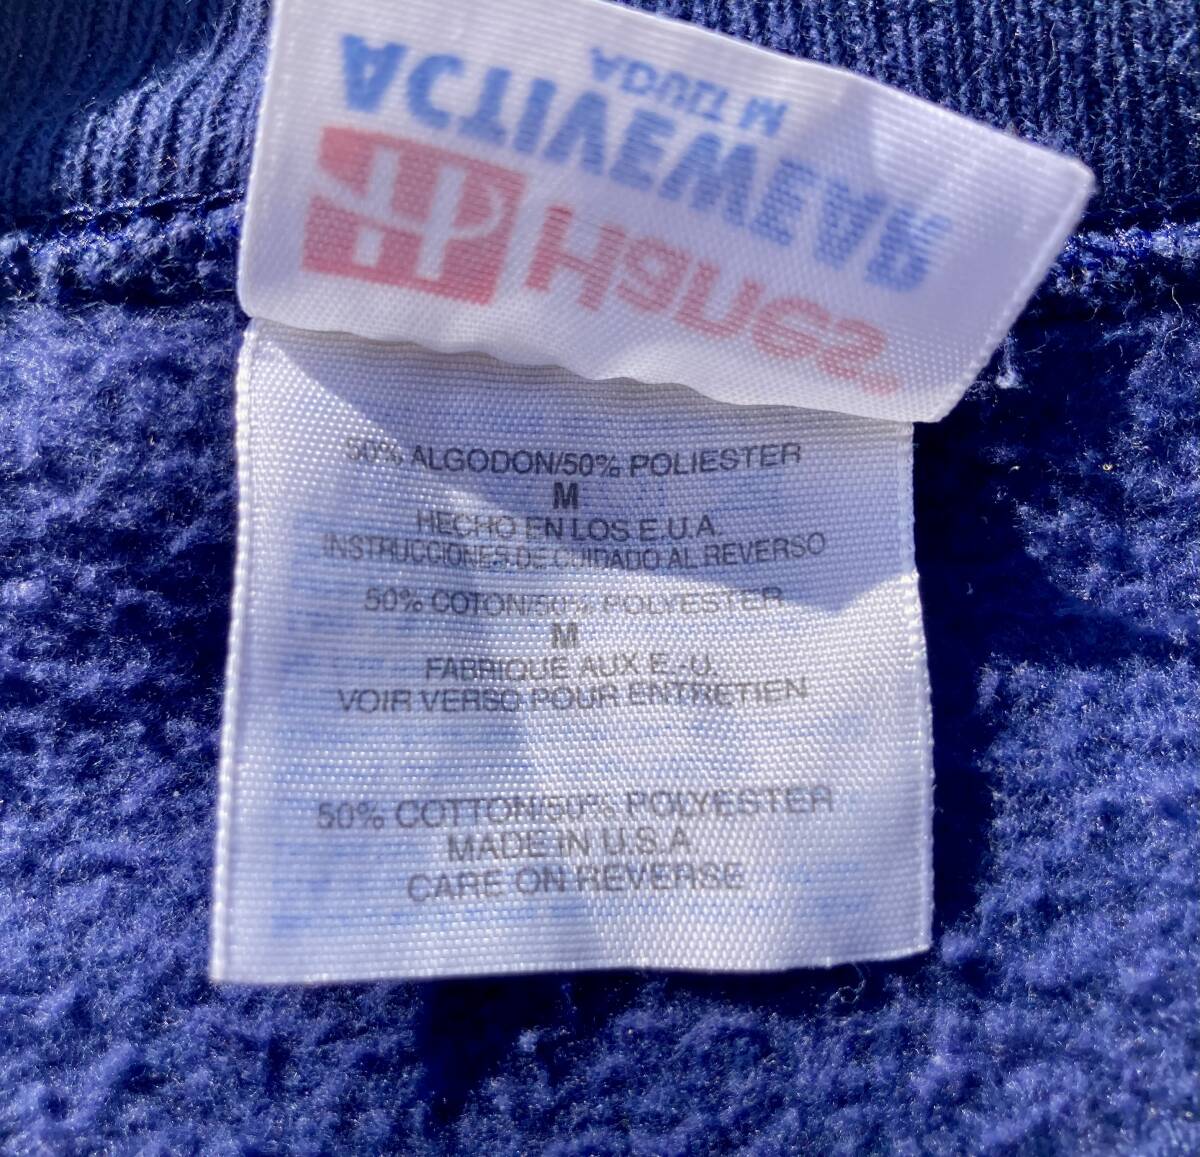 Hanes
ACTIVEWEAR
ADULT M
50% ALGODON/50% POLIESTER
M
HECHO EN LOS E.U.A.
INSTRUCCIONES DE CUIDADO AL REVERSO
50% COTON/50% POLYESTER
M
FABRIQUE AUX E.-U.
VOIR VERSO POUR ENTRETIEN
50% COTTON/50% POLYESTER
MADE IN U.S.A
CARE ON REVERSE